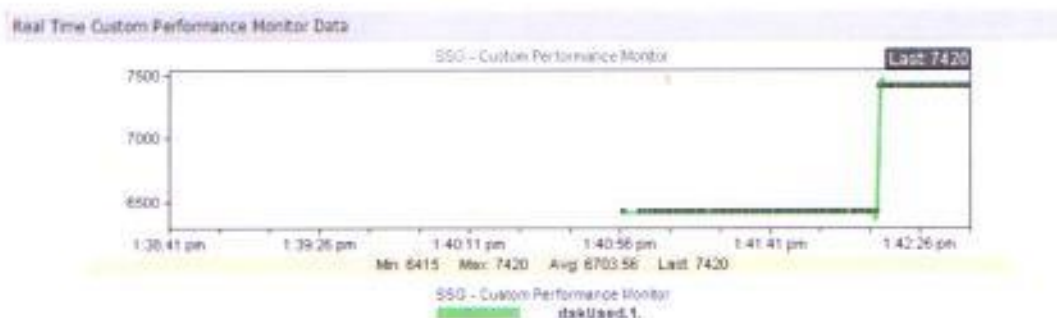 Real Time Custom Performance Monitor Data
SSG - Custom Performance Monitor
Last: 7420
7500
7000
6500
1:38:41 pm 1:39:26 pm 1:40:11 pm 1:40:56 pm 1:41:41 pm 1:42:26 pm
Min: 6415 Max: 7420 Avg: 6703.56 Last: 7420
SSG - Custom Performance Monitor
dskUsed.1.